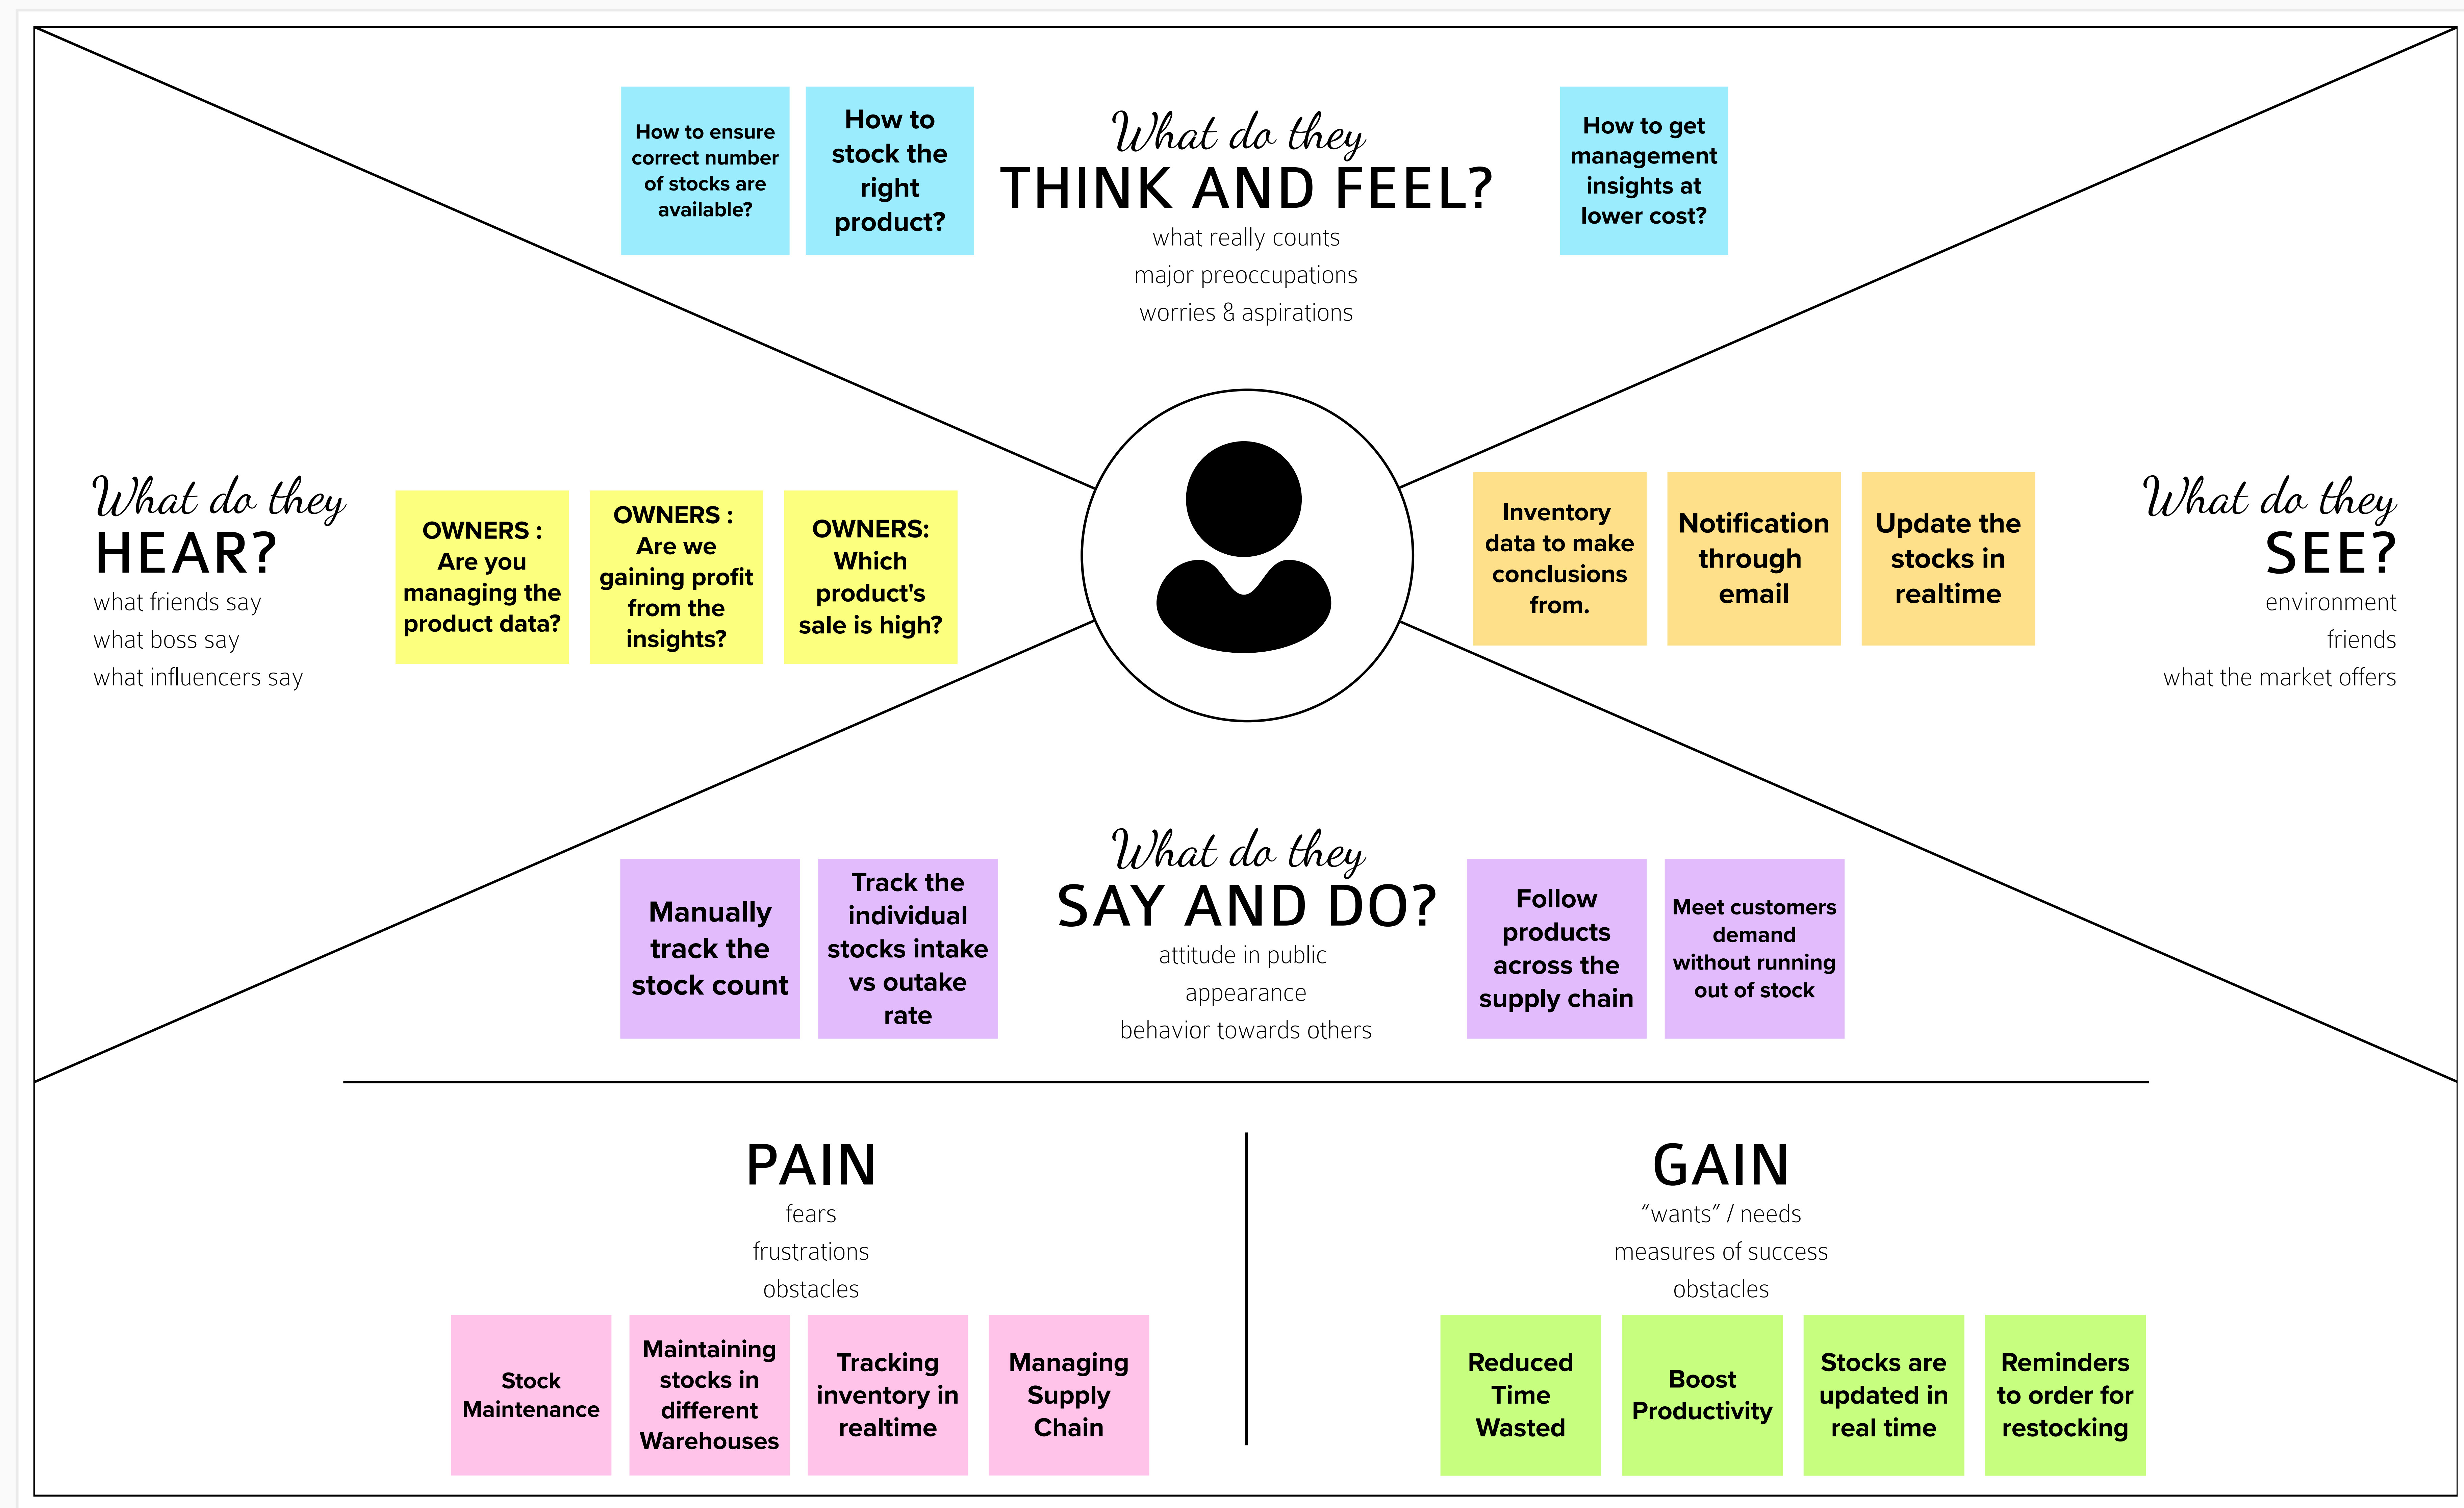 How to ensure
correct number
of stocks are
available?
How to
stock the
right
product?
What do they
THINK AND FEEL?
what really counts
major preoccupations
worries & aspirations
How to get
management
insights at
lower cost?
What do they
HEAR?
what friends say
what boss say
what influencers say
OWNERS :
Are you
managing the
product data?
OWNERS :
Are we
gaining profit
from the
insights?
OWNERS:
Which
product's
sale is high?
Inventory
data to make
conclusions
from.
Notification
through
email
Update the
stocks in
realtime
What do they
SEE?
environment
friends
what the market offers
Manually
track the
stock count
Track the
individual
stocks intake
vs outake
rate
What do they
SAY AND DO?
attitude in public
appearance
behavior towards others
Follow
products
across the
supply chain
Meet customers
demand
without running
out of stock
PAIN
fears
frustrations
obstacles
Stock
Maintenance
Maintaining
stocks in
different
Warehouses
Tracking
inventory in
realtime
Managing
Supply
Chain
GAIN
“wants” / needs
measures of success
obstacles
Reduced
Time
Wasted
Boost
Productivity
Stocks are
updated in
real time
Reminders
to order for
restocking